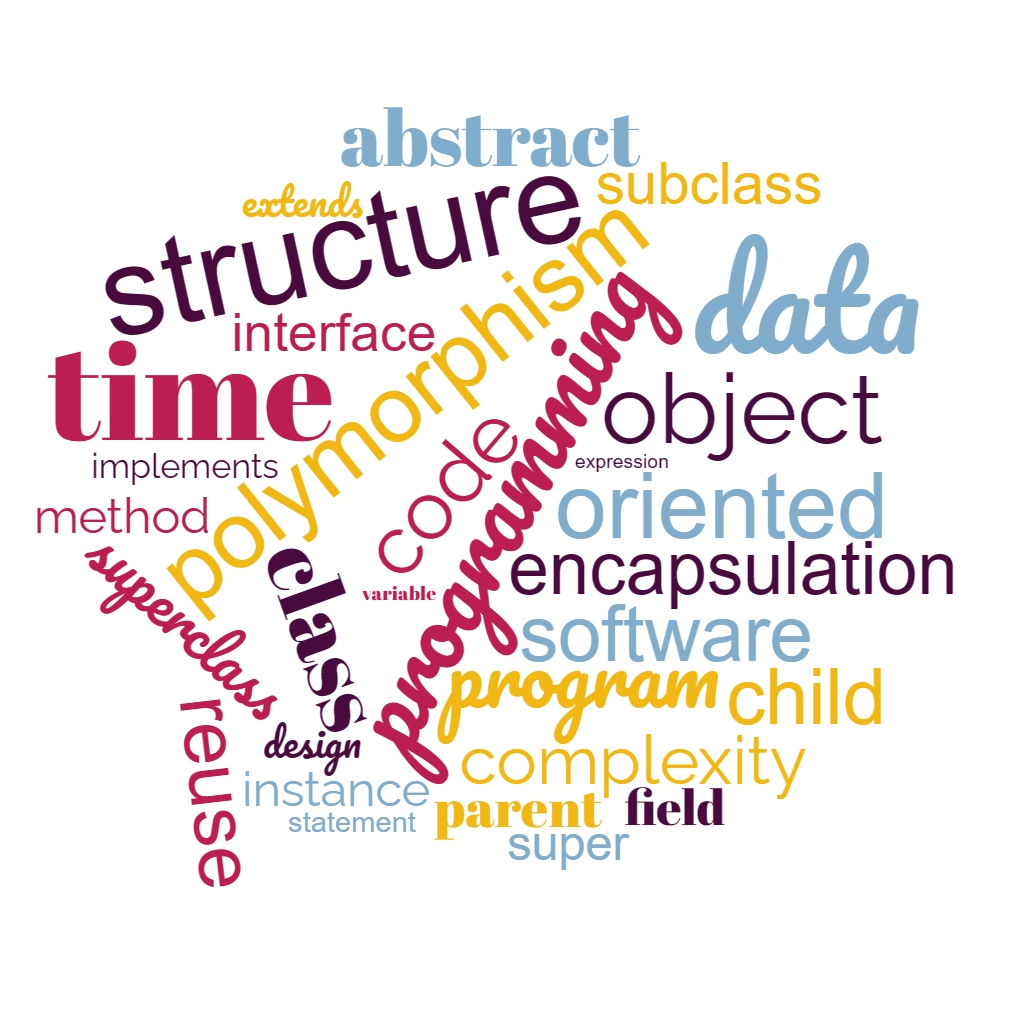 abstract
subclass
extends
structure
polymorphism
data
interface
programming
time
object
code
implements
expression
oriented
method
encapsulation
superclass
class
variable
software
program
child
reuse
design
complexity
instance
parent
field
statement
super